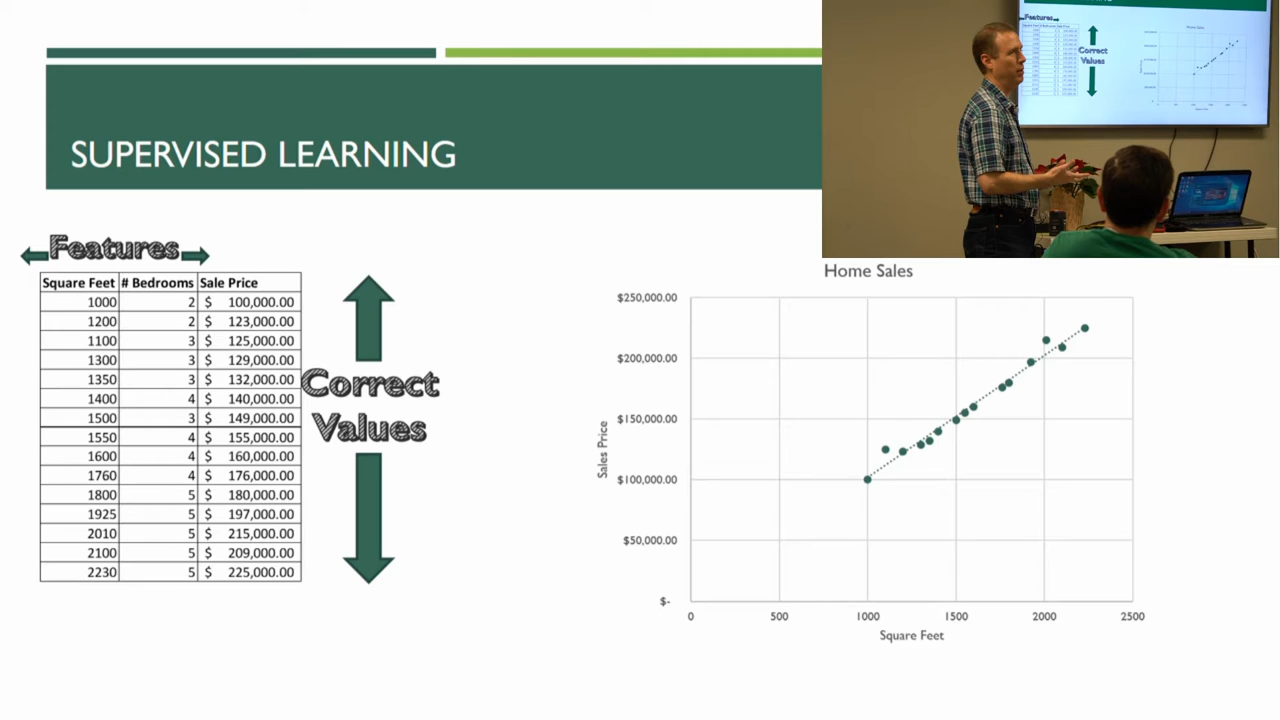 SUPERVISED LEARNING
Features
Square Feet # Bedrooms Sale Price
1000 2 $ 100,000.00
1200 2 $ 123,000.00
1100 3 $ 125,000.00
1300 3 $ 129,000.00
1350 3 $ 132,000.00
1400 4 $ 140,000.00
1500 3 $ 149,000.00
1550 4 $ 155,000.00
1600 4 $ 160,000.00
1760 4 $ 176,000.00
1800 5 $ 180,000.00
1925 5 $ 197,000.00
2010 5 $ 215,000.00
2100 5 $ 209,000.00
2230 5 $ 225,000.00
Correct
Values
Home Sales
$250,000.00
$200,000.00
$150,000.00
$100,000.00
$50,000.00
$-
Sales Price
0 500 1000 1500 2000 2500
Square Feet
Features
Correct
Values
Home Sales